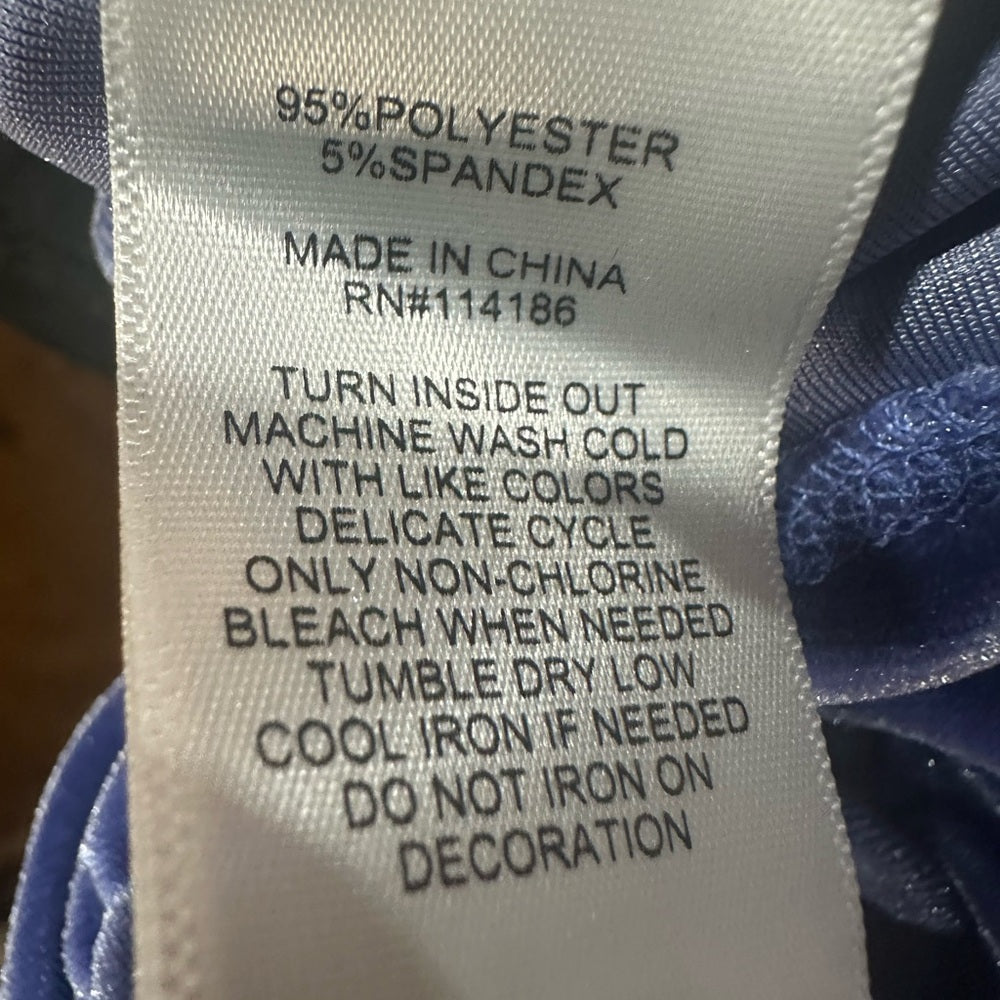 95%POLYESTER
5%SPANDEX
MADE IN CHINA
RN#114186
TURN INSIDE OUT
MACHINE WASH COLD
WITH LIKE COLORS
DELICATE CYCLE
ONLY NON-CHLORINE
BLEACH WHEN NEEDED
TUMBLE DRY LOW
COOL IRON IF NEEDED
DO NOT IRON ON
DECORATION